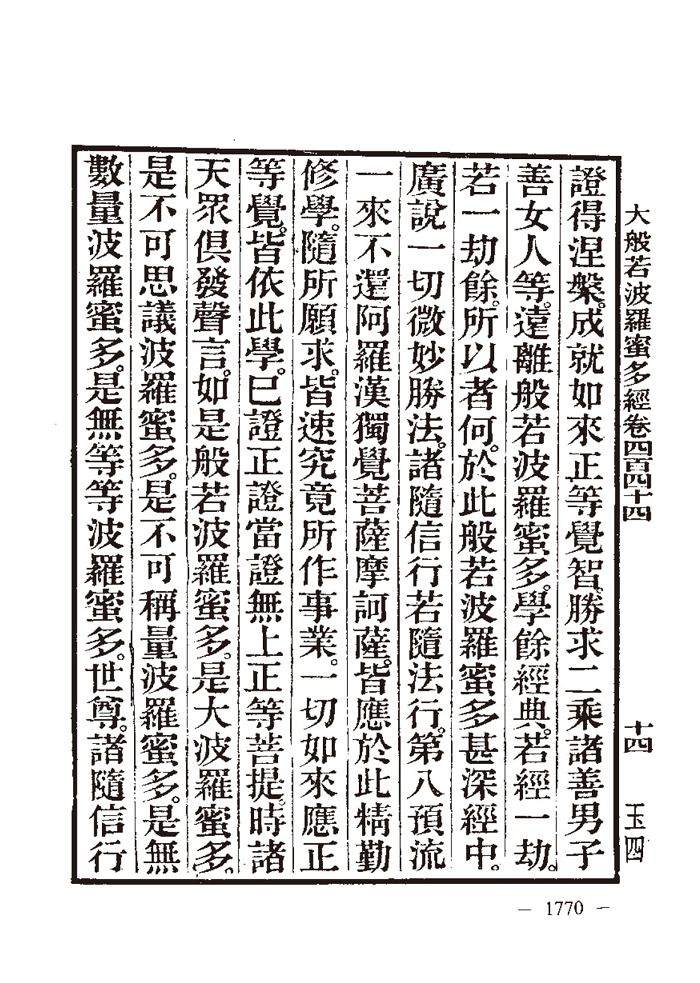 大般若波羅蜜多經卷四百四十四
十四
玉四
證得涅槃。成就如來正等覺智。勝求二乘諸善男子
善女人等。遠離般若波羅蜜多。學餘經典。若經一劫。
若一劫餘。所以者何。於此般若波羅蜜多甚深經中。
廣說一切微妙勝法。諸隨信行若隨法行。第八預流
一來不還阿羅漢獨覺菩薩摩訶薩。皆應於此精勤
修學。隨所願求。皆速究竟所作事業。一切如來應正
等覺。皆依此學。已證正證當證無上正等菩提。時諸
天眾俱發聲言。如是般若波羅蜜多。是大波羅蜜多。
是不可思議波羅蜜多。是不可稱量波羅蜜多。是無
數量波羅蜜多。是無等等波羅蜜多。世尊。諸隨信行
— 1770 —